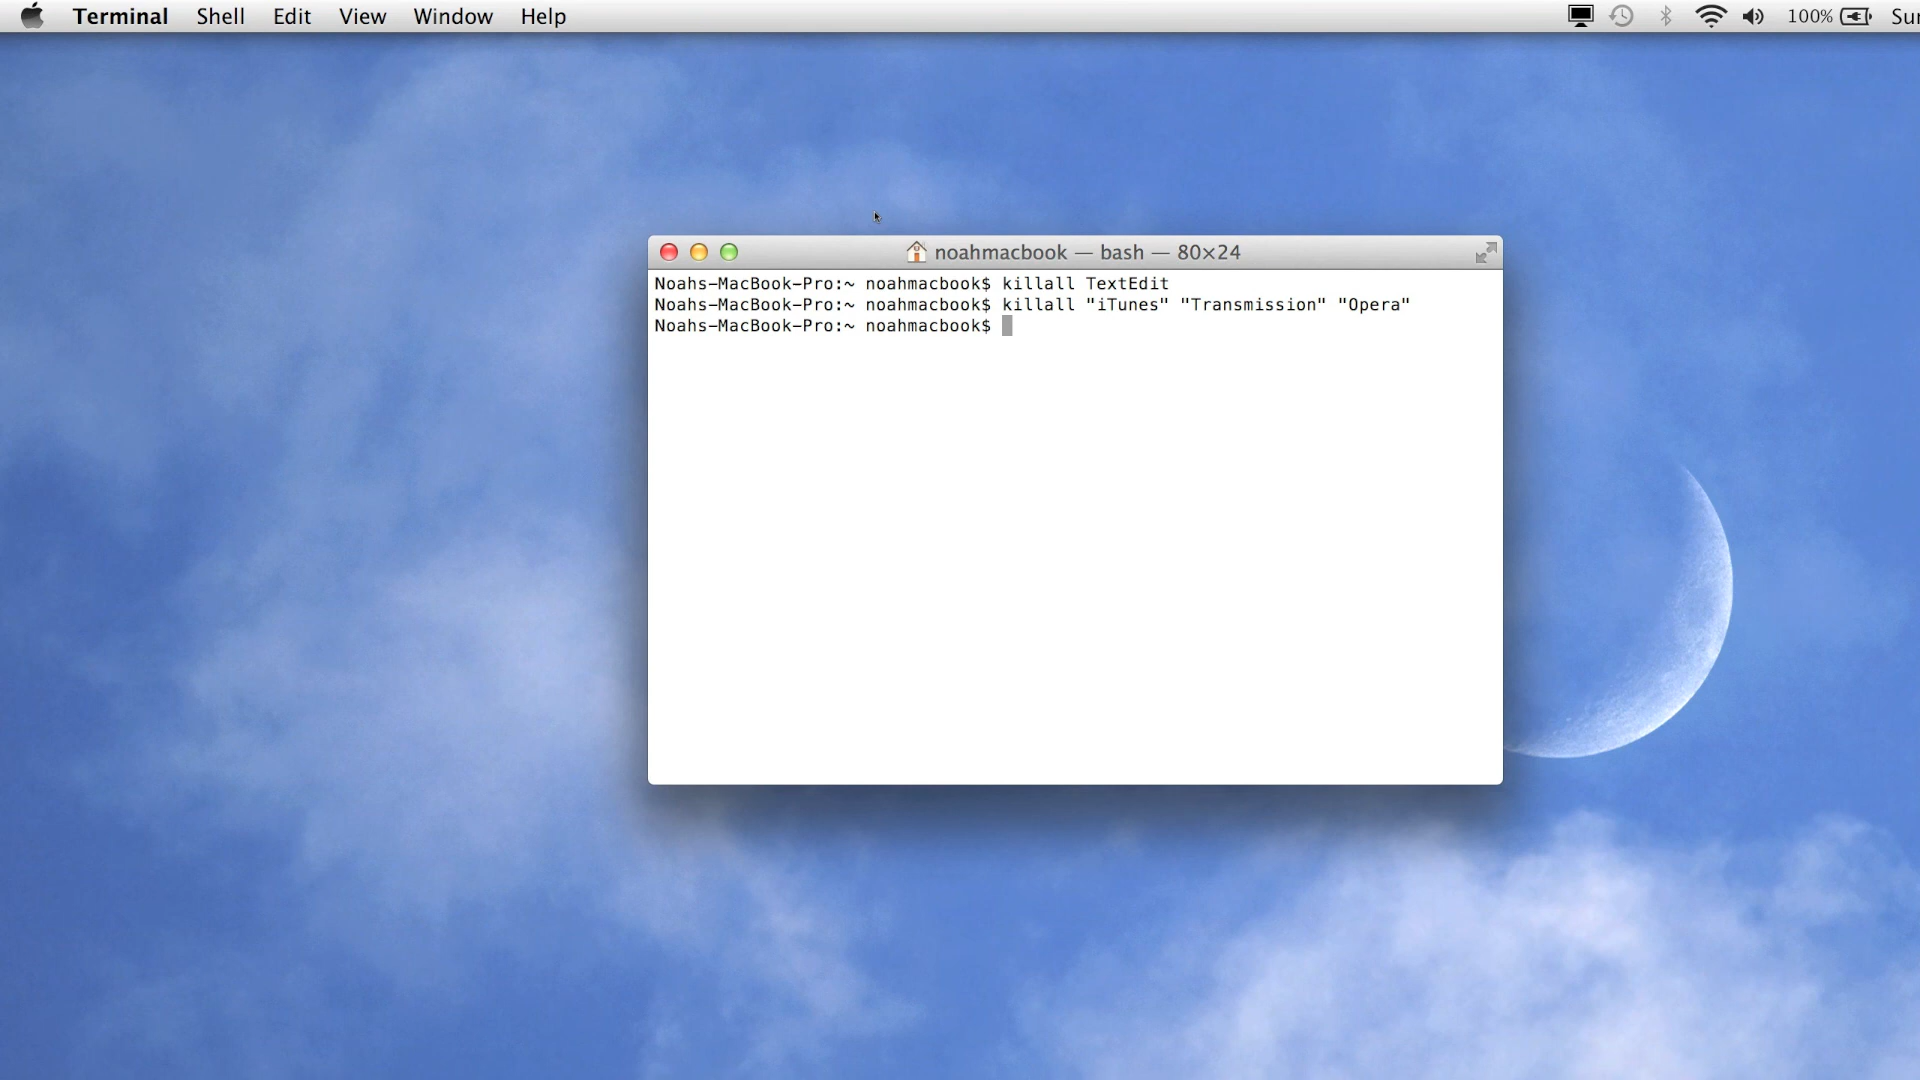 Terminal Shell Edit View Window Help 100% Sun
noahmacbook — bash — 80×24
Noahs-MacBook-Pro:~ noahmacbook$ killall TextEdit
Noahs-MacBook-Pro:~ noahmacbook$ killall "iTunes" "Transmission" "Opera"
Noahs-MacBook-Pro:~ noahmacbook$